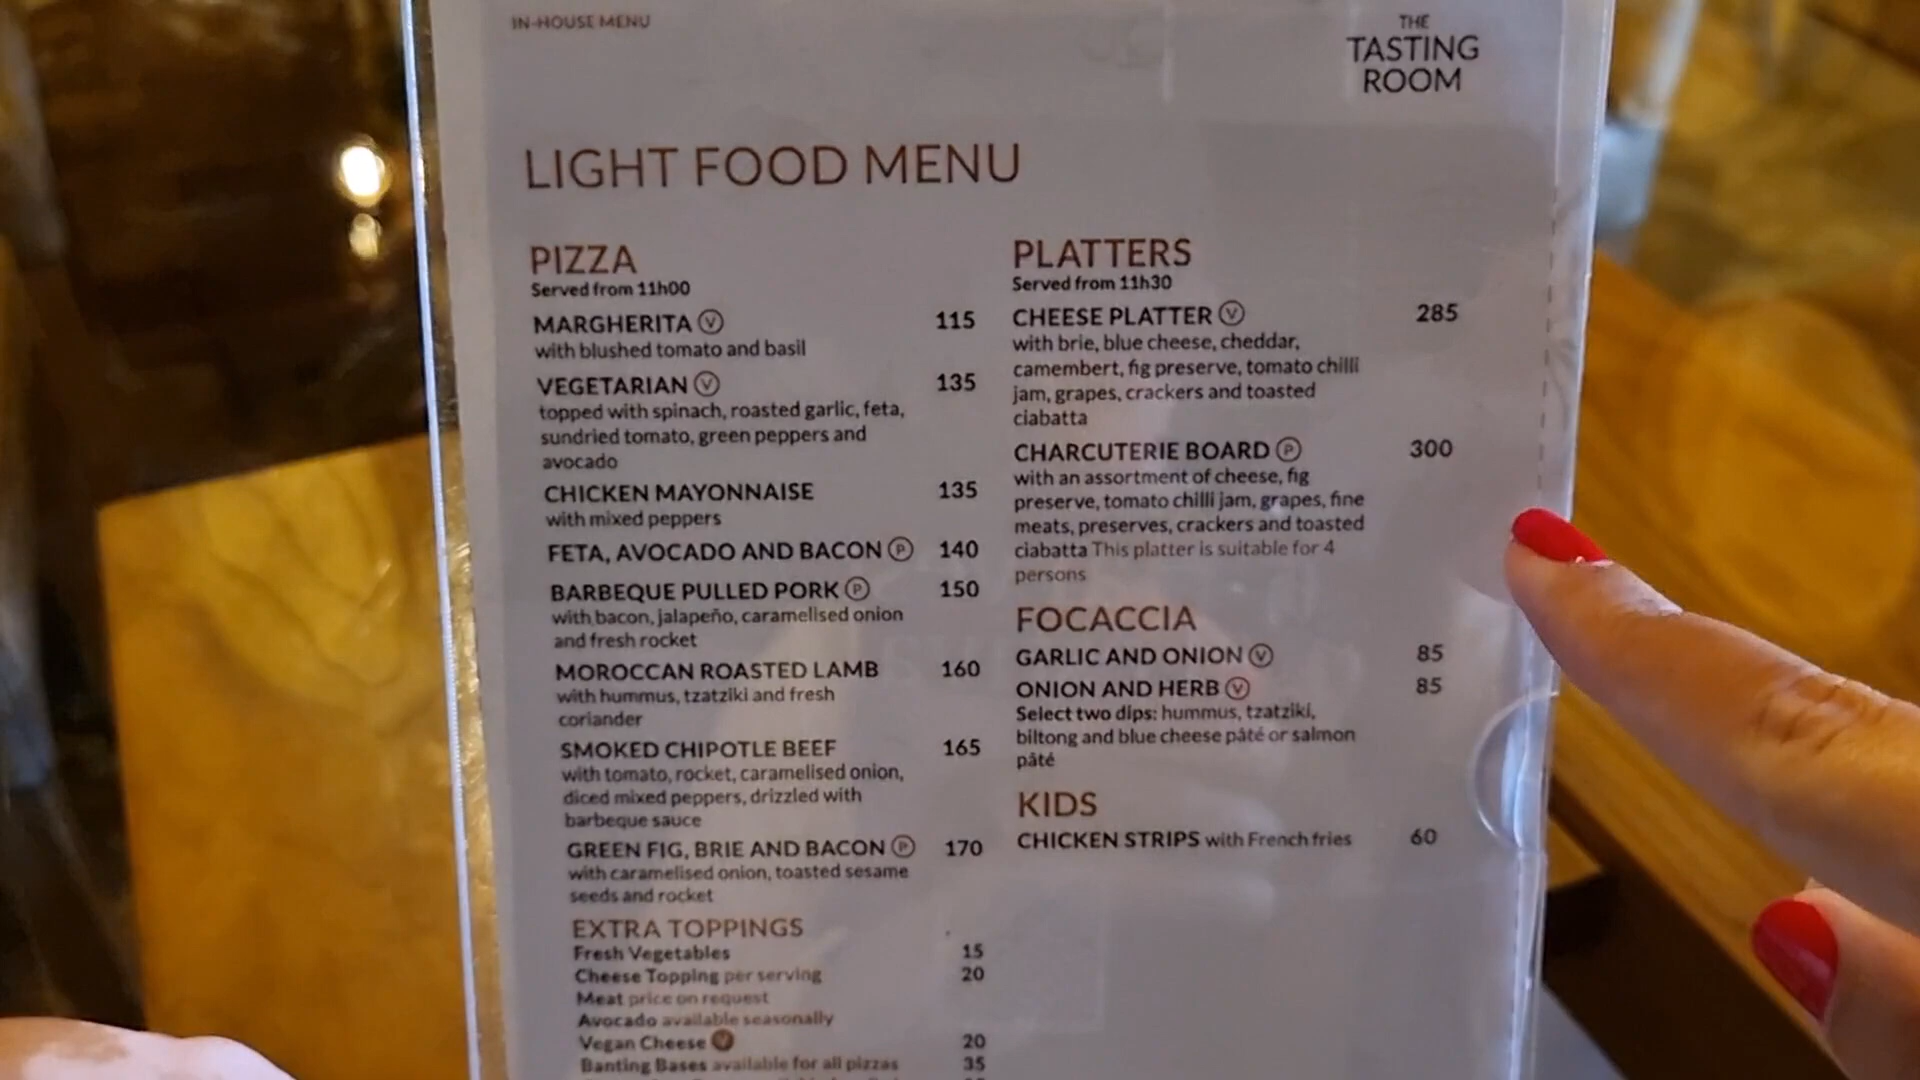 IN-HOUSE MENU
THE
TASTING
ROOM
LIGHT FOOD MENU
PIZZA
Served from 11h00
MARGHERITA Ⓥ 115
with blushed tomato and basil
VEGETARIAN Ⓥ 135
topped with spinach, roasted garlic, feta,
sundried tomato, green peppers and
avocado
CHICKEN MAYONNAISE 135
with mixed peppers
FETA, AVOCADO AND BACON Ⓟ 140
BARBEQUE PULLED PORK Ⓟ 150
with bacon, jalapeño, caramelised onion
and fresh rocket
MOROCCAN ROASTED LAMB 160
with hummus, tzatziki and fresh
coriander
SMOKED CHIPOTLE BEEF 165
with tomato, rocket, caramelised onion,
diced mixed peppers, drizzled with
barbeque sauce
GREEN FIG, BRIE AND BACON Ⓟ 170
with caramelised onion, toasted sesame
seeds and rocket
EXTRA TOPPINGS
Fresh Vegetables 15
Cheese Topping per serving 20
Meat price on request
Avocado available seasonally
Vegan Cheese Ⓥ 20
Banting Bases available for all pizzas 35
PLATTERS
Served from 11h30
CHEESE PLATTER Ⓥ 285
with brie, blue cheese, cheddar,
camembert, fig preserve, tomato chilli
jam, grapes, crackers and toasted
ciabatta
CHARCUTERIE BOARD Ⓟ 300
with an assortment of cheese, fig
preserve, tomato chilli jam, grapes, fine
meats, preserves, crackers and toasted
ciabatta This platter is suitable for 4
persons
FOCACCIA
GARLIC AND ONION Ⓥ 85
ONION AND HERB Ⓥ 85
Select two dips: hummus, tzatziki,
biltong and blue cheese pâté or salmon
pâté
KIDS
CHICKEN STRIPS with French fries 60